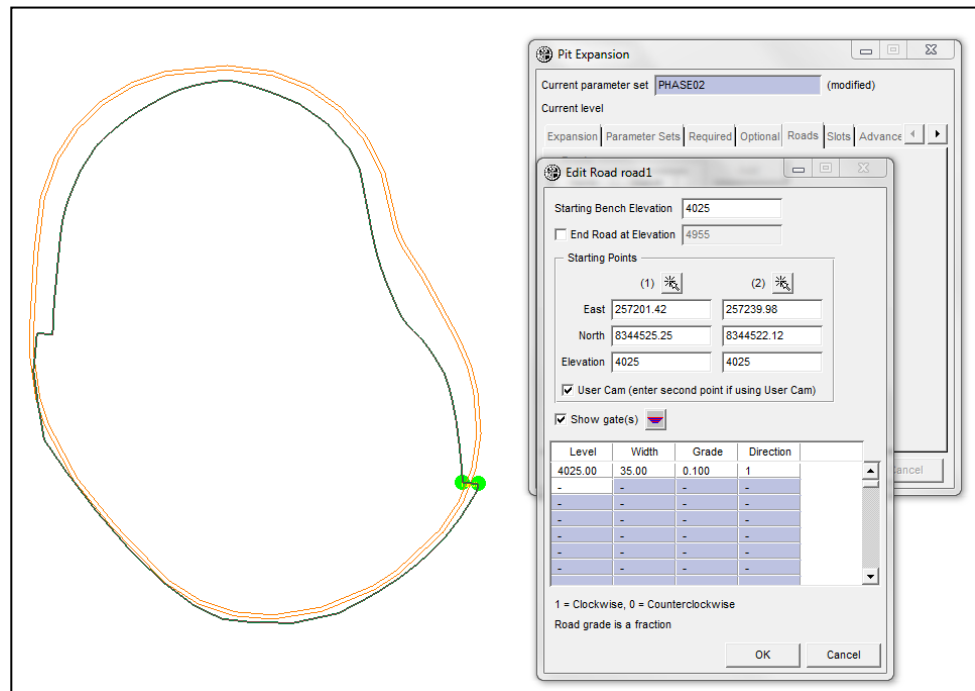 Pit Expansion
Current parameter set PHASE02 (modified)
Current level
Expansion Parameter Sets Required Optional Roads Slots Advance
Edit Road road1
Starting Bench Elevation 4025
End Road at Elevation 4955
Starting Points
(1) (2)
East 257201.42 257239.98
North 8344525.25 8344522.12
Elevation 4025 4025
User Cam (enter second point if using User Cam)
Show gate(s)
Level Width Grade Direction
4025.00 35.00 0.100 1
- - - -
- - - -
- - - -
- - - -
- - - -
- - - -
1 = Clockwise, 0 = Counterclockwise
Road grade is a fraction
OK Cancel